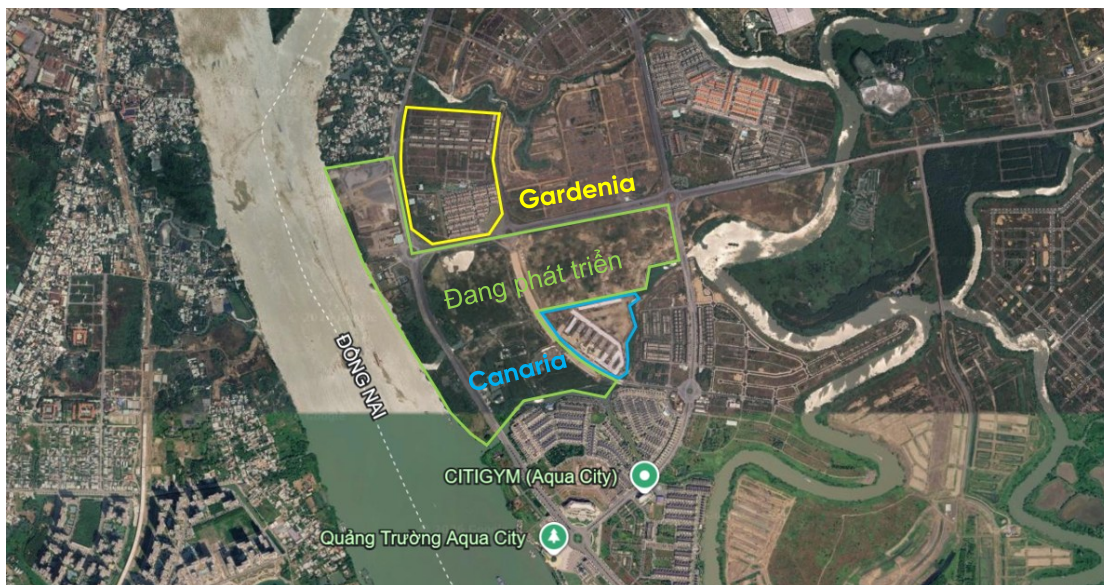 Gardenia
Đang phát triển
ĐỒNG NAI
Canaria
CITIGYM (Aqua City)
Quảng Trường Aqua City